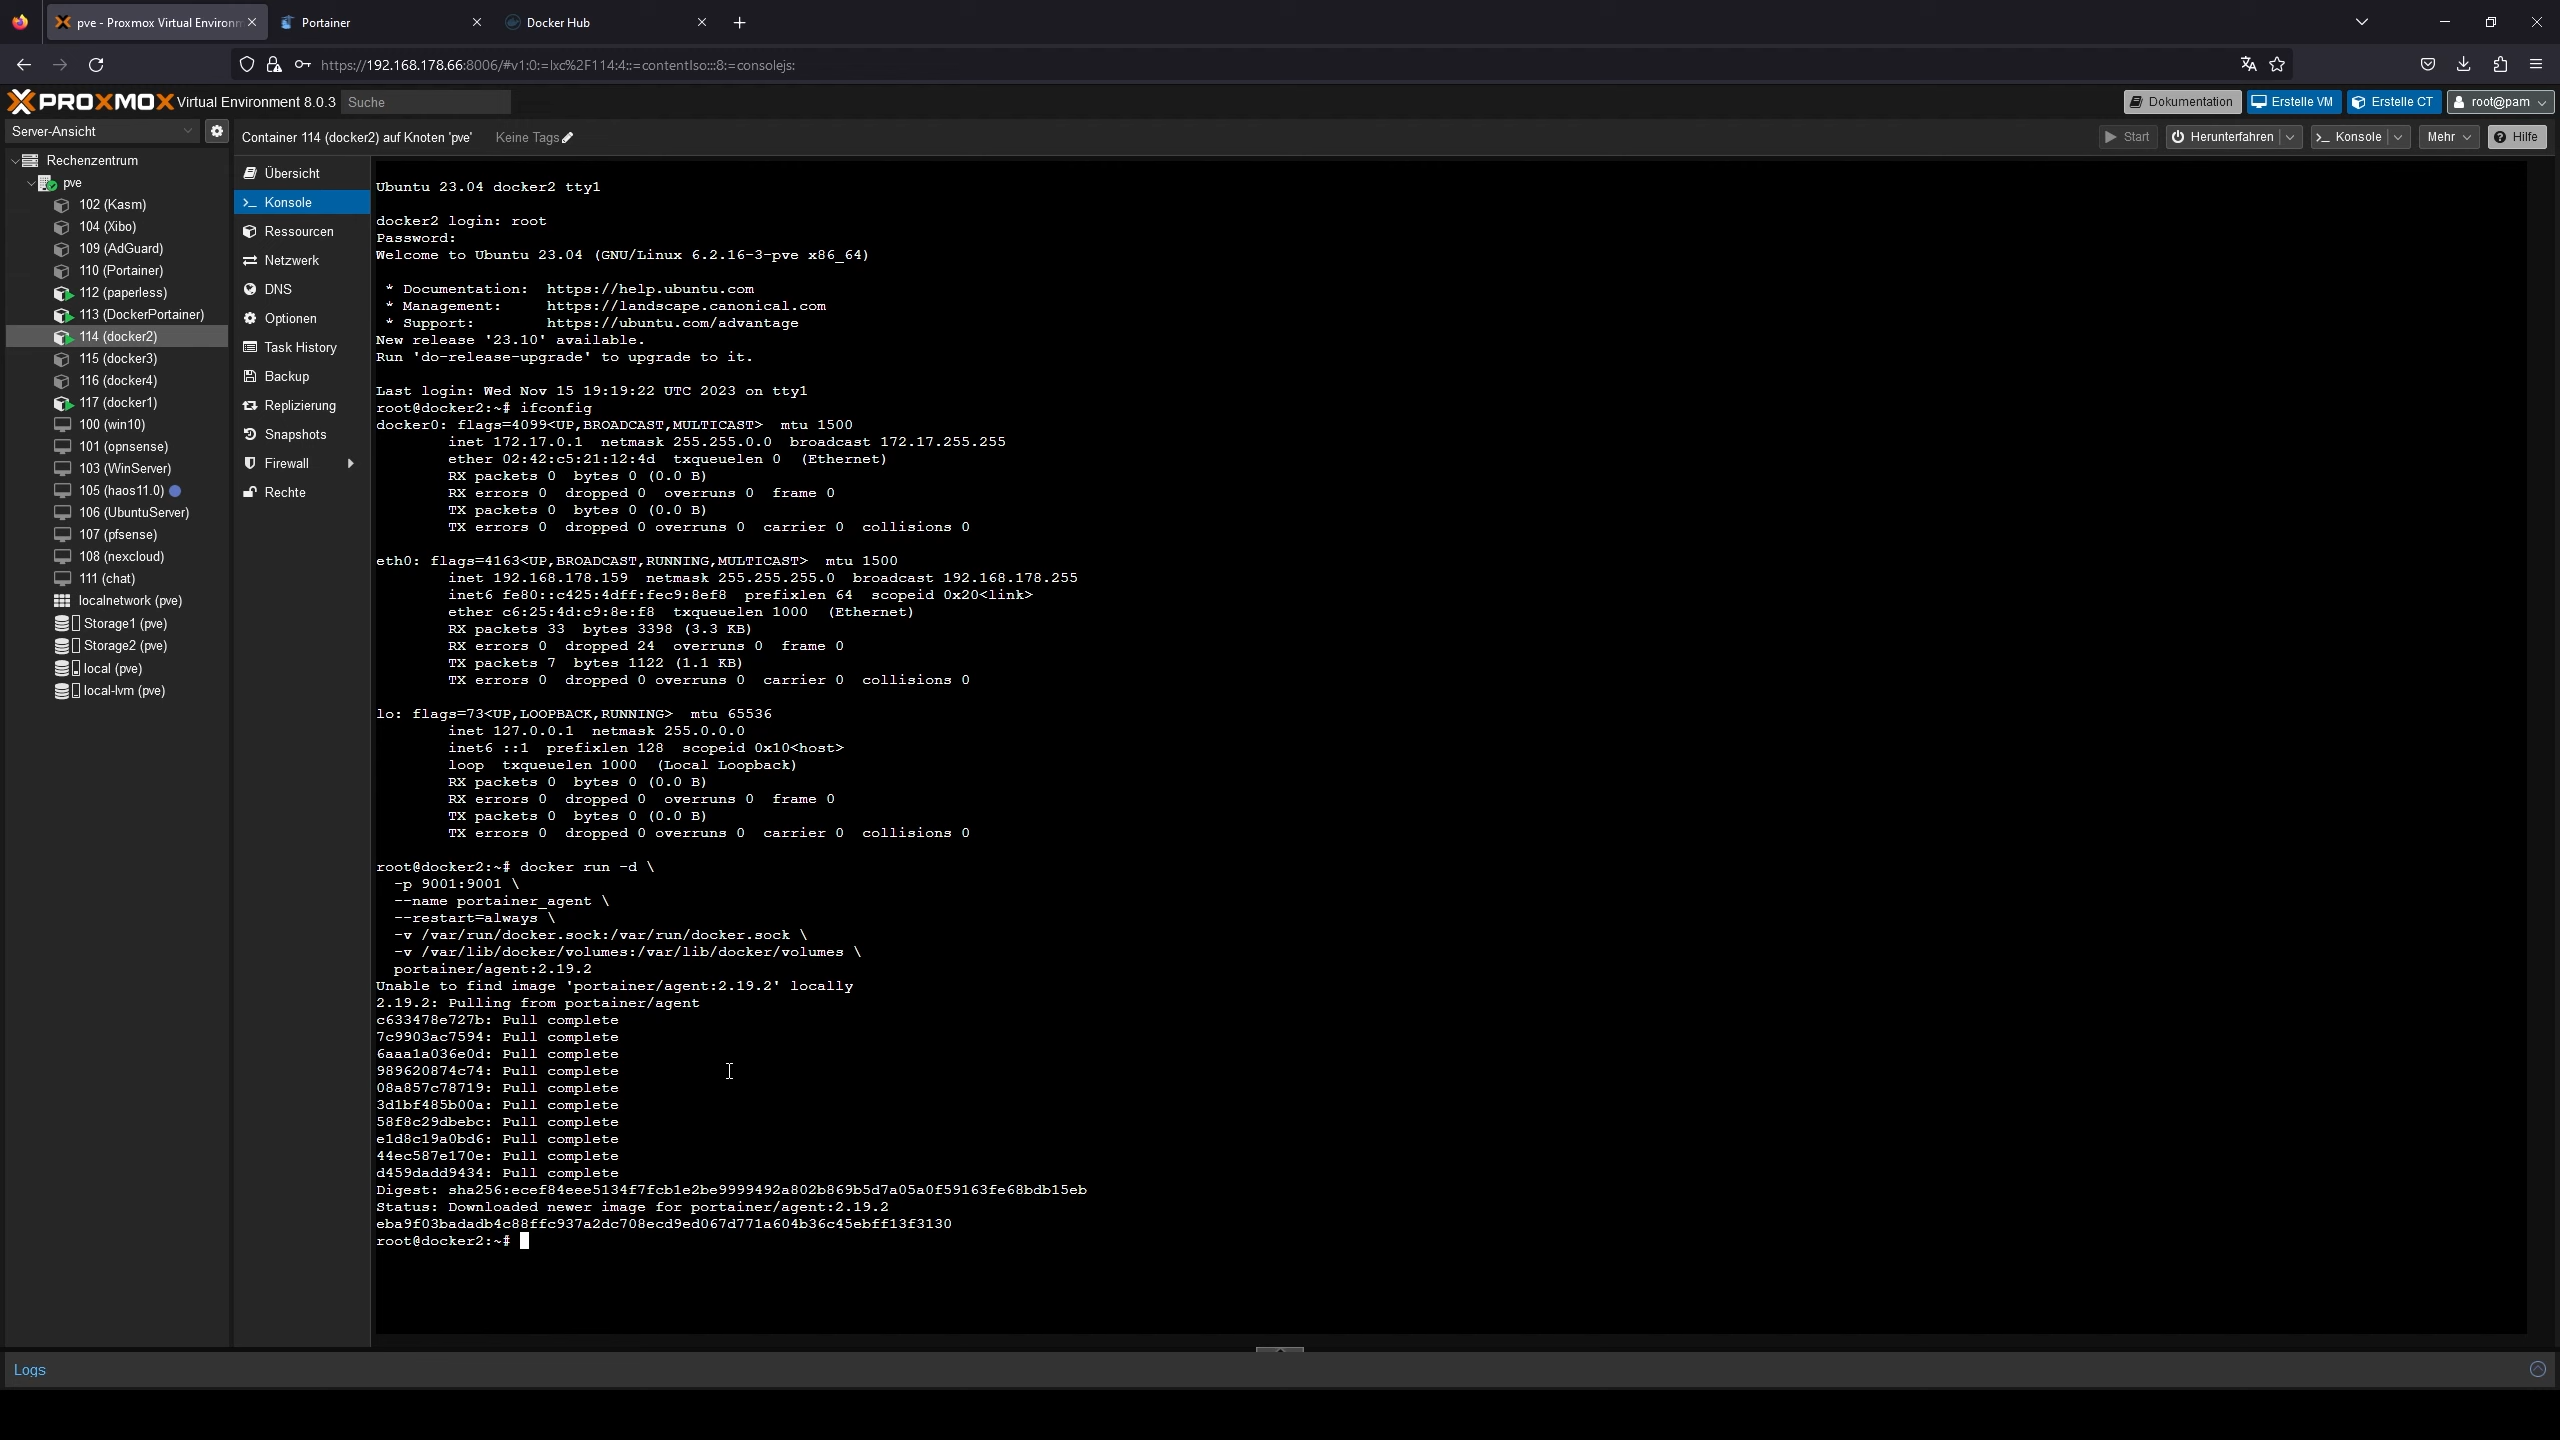 pve - Proxmox Virtual Environm
Portainer
Docker Hub
https://192.168.178.66:8006/#v1:0:=lxc%2F114:4::=contentIso:::8:=consolejs:
PROXMOX Virtual Environment 8.0.3
Suche
Dokumentation
Erstelle VM
Erstelle CT
root@pam
Server-Ansicht
Container 114 (docker2) auf Knoten 'pve'
Keine Tags
Start
Herunterfahren
Konsole
Mehr
Hilfe
Rechenzentrum
pve
102 (Kasm)
104 (Xibo)
109 (AdGuard)
110 (Portainer)
112 (paperless)
113 (DockerPortainer)
114 (docker2)
115 (docker3)
116 (docker4)
117 (docker1)
100 (win10)
101 (opnsense)
103 (WinServer)
105 (haos11.0)
106 (UbuntuServer)
107 (pfsense)
108 (nexcloud)
111 (chat)
localnetwork (pve)
Storage1 (pve)
Storage2 (pve)
local (pve)
local-lvm (pve)
Übersicht
Konsole
Ressourcen
Netzwerk
DNS
Optionen
Task History
Backup
Replizierung
Snapshots
Firewall
Rechte
Ubuntu 23.04 docker2 tty1
docker2 login: root
Password:
Welcome to Ubuntu 23.04 (GNU/Linux 6.2.16-3-pve x86_64)
* Documentation:  https://help.ubuntu.com
* Management:     https://landscape.canonical.com
* Support:        https://ubuntu.com/advantage
New release '23.10' available.
Run 'do-release-upgrade' to upgrade to it.
Last login: Wed Nov 15 19:19:22 UTC 2023 on tty1
root@docker2:~# ifconfig
docker0: flags=4099<UP,BROADCAST,MULTICAST>  mtu 1500
inet 172.17.0.1  netmask 255.255.0.0  broadcast 172.17.255.255
ether 02:42:c5:21:12:4d  txqueuelen 0  (Ethernet)
RX packets 0  bytes 0 (0.0 B)
RX errors 0  dropped 0  overruns 0  frame 0
TX packets 0  bytes 0 (0.0 B)
TX errors 0  dropped 0 overruns 0  carrier 0  collisions 0
eth0: flags=4163<UP,BROADCAST,RUNNING,MULTICAST>  mtu 1500
inet 192.168.178.159  netmask 255.255.255.0  broadcast 192.168.178.255
inet6 fe80::c425:4dff:fec9:8ef8  prefixlen 64  scopeid 0x20<link>
ether c6:25:4d:c9:8e:f8  txqueuelen 1000  (Ethernet)
RX packets 33  bytes 3398 (3.3 KB)
RX errors 0  dropped 24  overruns 0  frame 0
TX packets 7  bytes 1122 (1.1 KB)
TX errors 0  dropped 0 overruns 0  carrier 0  collisions 0
lo: flags=73<UP,LOOPBACK,RUNNING>  mtu 65536
inet 127.0.0.1  netmask 255.0.0.0
inet6 ::1  prefixlen 128  scopeid 0x10<host>
loop  txqueuelen 1000  (Local Loopback)
RX packets 0  bytes 0 (0.0 B)
RX errors 0  dropped 0  overruns 0  frame 0
TX packets 0  bytes 0 (0.0 B)
TX errors 0  dropped 0 overruns 0  carrier 0  collisions 0
root@docker2:~# docker run -d \
-p 9001:9001 \
--name portainer_agent \
--restart=always \
-v /var/run/docker.sock:/var/run/docker.sock \
-v /var/lib/docker/volumes:/var/lib/docker/volumes \
portainer/agent:2.19.2
Unable to find image 'portainer/agent:2.19.2' locally
2.19.2: Pulling from portainer/agent
c633478e727b: Pull complete
7c9903ac7594: Pull complete
6aaa1a036e0d: Pull complete
989620874c74: Pull complete
08a857c78719: Pull complete
3d1bf485b00a: Pull complete
58f8c29dbebc: Pull complete
e1d8c19a0bd6: Pull complete
44ec587e170e: Pull complete
d459dadd9434: Pull complete
Digest: sha256:ecef84eee5134f7fcb1e2be9999492a802b869b5d7a05a0f59163fe68bdb15eb
Status: Downloaded newer image for portainer/agent:2.19.2
eba9f03badadb4c88ffc937a2dc708ecd9ed067d771a604b36c45ebff13f3130
root@docker2:~#
Logs